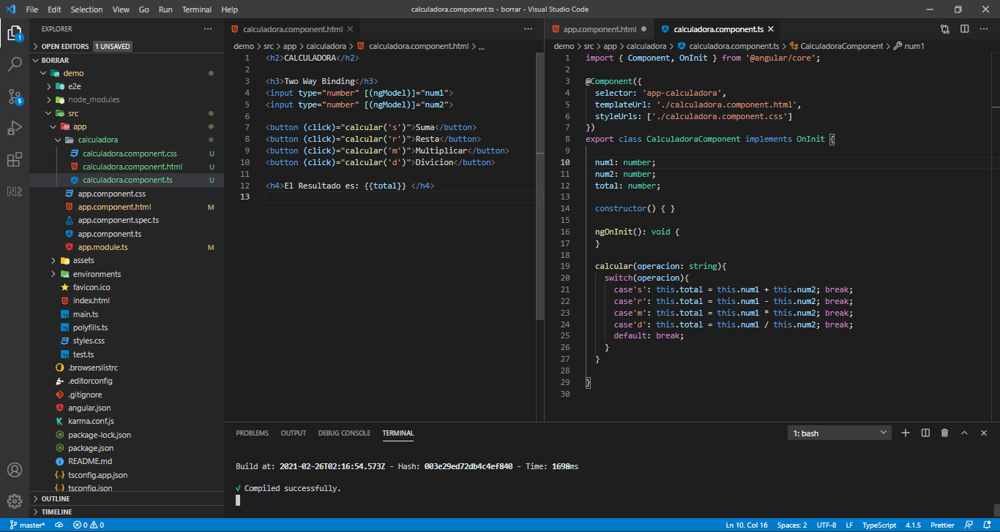 File Edit Selection View Go Run Terminal Help calculadora.component.ts - borrar - Visual Studio Code
EXPLORER
OPEN EDITORS 1 UNSAVED
BORRAR
demo
e2e
node_modules
src
app
calculadora
calculadora.component.css U
calculadora.component.html U
calculadora.component.ts U
app.component.css
app.component.html M
app.component.spec.ts
app.component.ts
app.module.ts M
assets
environments
favicon.ico
index.html
main.ts
polyfills.ts
styles.css
test.ts
.browserslistrc
.editorconfig
.gitignore
angular.json
karma.conf.js
package-lock.json
package.json
README.md
tsconfig.app.json
tsconfig.json
OUTLINE
TIMELINE
1
5
calculadora.component.html
demo > src > app > calculadora > calculadora.component.html > ...
1 <h2>CALCULADORA</h2>
2
3 <h3>Two Way Binding</h3>
4 <input type="number" [(ngModel)]="num1">
5 <input type="number" [(ngModel)]="num2">
6
7 <button (click)="calcular('s')">Suma</button>
8 <button (click)="calcular('r')">Resta</button>
9 <button (click)="calcular('m')">Multiplicar</button>
10 <button (click)="calcular('d')">Divicion</button>
11
12 <h4>El Resultado es: {{total}} </h4>
13
app.component.html calculadora.component.ts
demo > src > app > calculadora > calculadora.component.ts > CalculadoraComponent > num1
1 import { Component, OnInit } from '@angular/core';
2
3 @Component({
4 selector: 'app-calculadora',
5 templateUrl: './calculadora.component.html',
6 styleUrls: ['./calculadora.component.css']
7 })
8 export class CalculadoraComponent implements OnInit {
9
10 num1: number;
11 num2: number;
12 total: number;
13
14 constructor() { }
15
16 ngOnInit(): void {
17 }
18
19 calcular(operacion: string){
20 switch(operacion){
21 case's': this.total = this.num1 + this.num2; break;
22 case'r': this.total = this.num1 - this.num2; break;
23 case'm': this.total = this.num1 * this.num2; break;
24 case'd': this.total = this.num1 / this.num2; break;
25 default: break;
26 }
27 }
28
29 }
30
PROBLEMS OUTPUT DEBUG CONSOLE TERMINAL 1: bash
Build at: 2021-02-26T02:16:54.573Z - Hash: 003e29ed72db4c4ef840 - Time: 1698ms
√ Compiled successfully.
master* 0 0 Ln 10, Col 16 Spaces: 2 UTF-8 LF TypeScript 4.1.5 Prettier